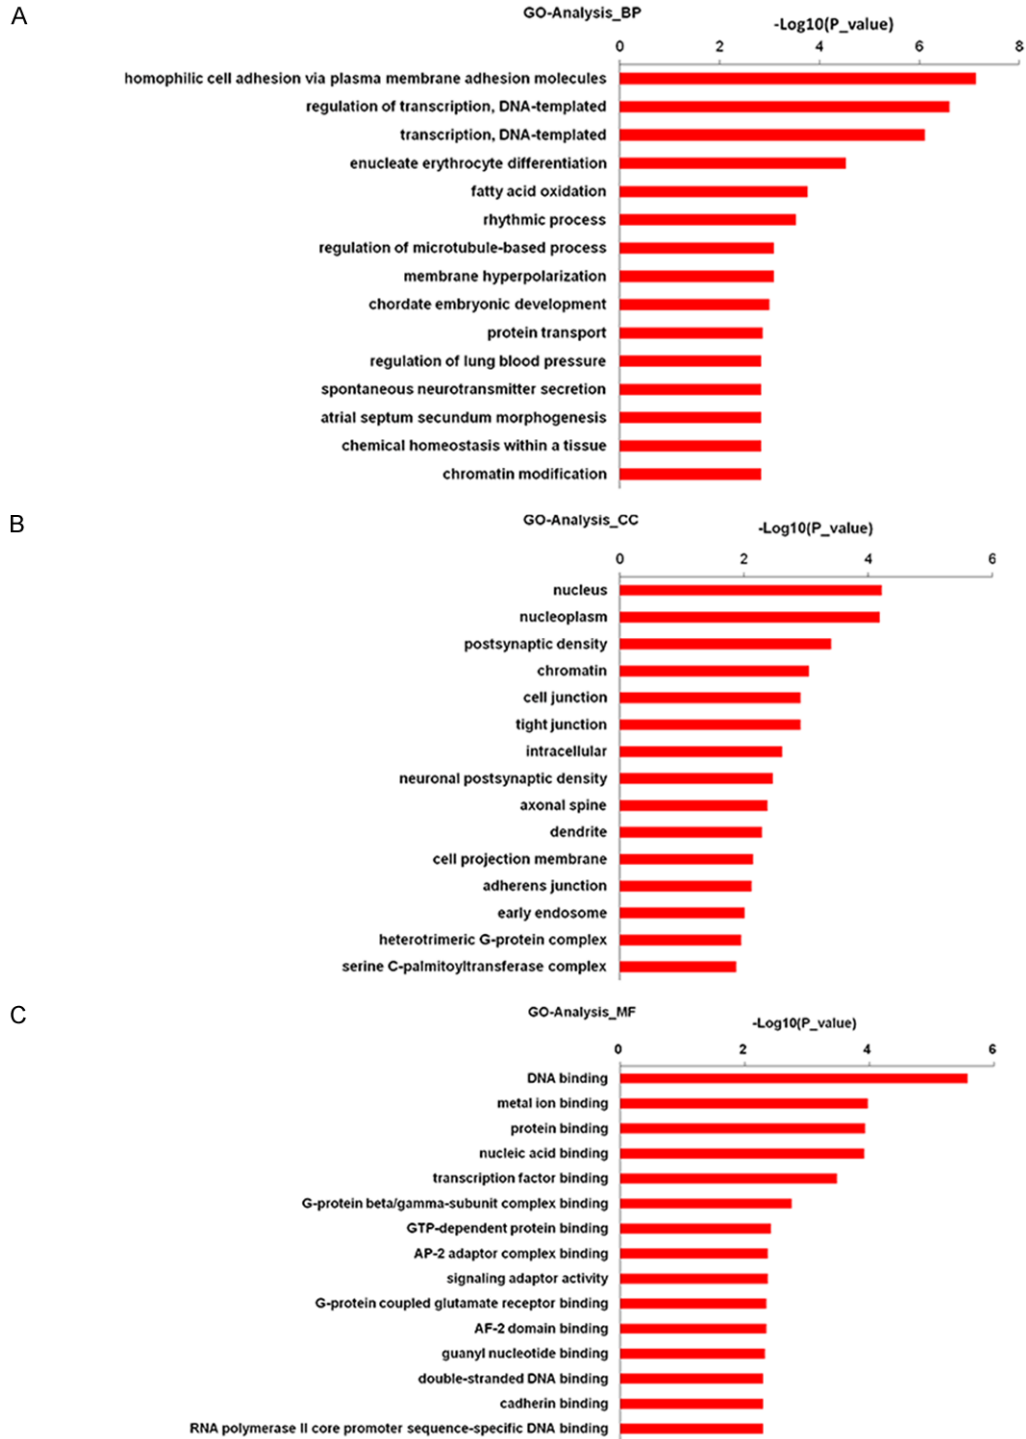 A
GO-Analysis_BP
-Log10(P_value)
0 2 4 6 8
homophilic cell adhesion via plasma membrane adhesion molecules
regulation of transcription, DNA-templated
transcription, DNA-templated
enucleate erythrocyte differentiation
fatty acid oxidation
rhythmic process
regulation of microtubule-based process
membrane hyperpolarization
chordate embryonic development
protein transport
regulation of lung blood pressure
spontaneous neurotransmitter secretion
atrial septum secundum morphogenesis
chemical homeostasis within a tissue
chromatin modification
B
GO-Analysis_CC
-Log10(P_value)
0 2 4 6
nucleus
nucleoplasm
postsynaptic density
chromatin
cell junction
tight junction
intracellular
neuronal postsynaptic density
axonal spine
dendrite
cell projection membrane
adherens junction
early endosome
heterotrimeric G-protein complex
serine C-palmitoyltransferase complex
C
GO-Analysis_MF
-Log10(P_value)
0 2 4 6
DNA binding
metal ion binding
protein binding
nucleic acid binding
transcription factor binding
G-protein beta/gamma-subunit complex binding
GTP-dependent protein binding
AP-2 adaptor complex binding
signaling adaptor activity
G-protein coupled glutamate receptor binding
AF-2 domain binding
guanyl nucleotide binding
double-stranded DNA binding
cadherin binding
RNA polymerase II core promoter sequence-specific DNA binding